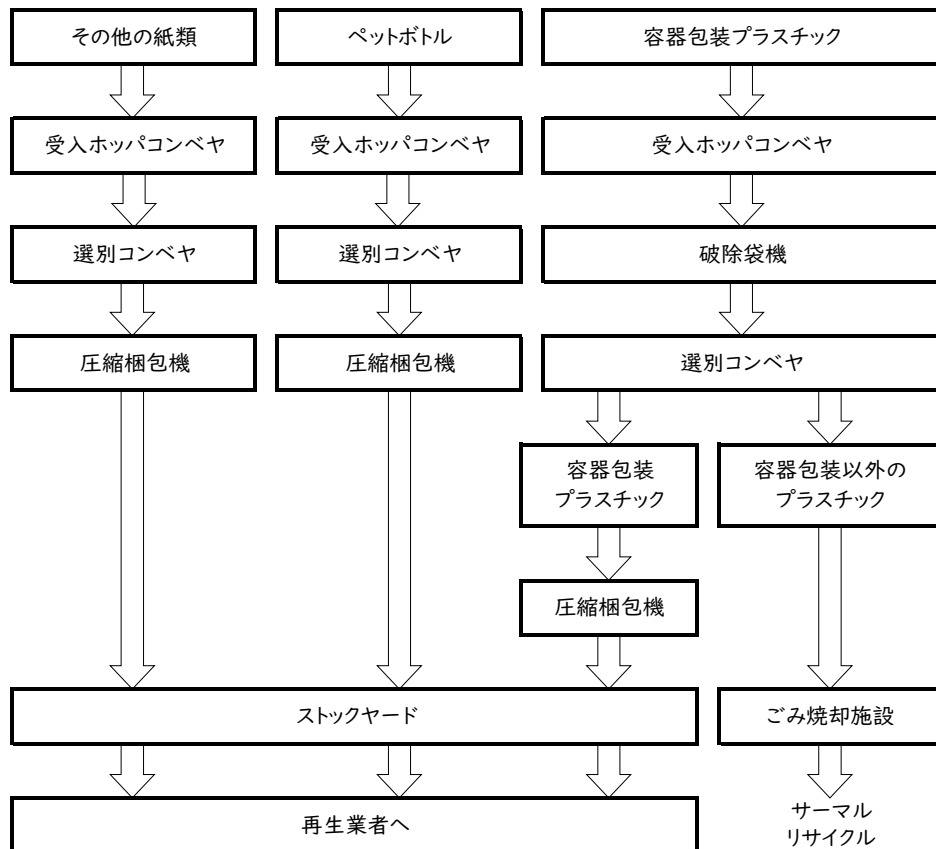 その他の紙類
ペットボトル
容器包装プラスチック
受入ホッパコンベヤ
受入ホッパコンベヤ
受入ホッパコンベヤ
選別コンベヤ
選別コンベヤ
破除袋機
圧縮梱包機
圧縮梱包機
選別コンベヤ
容器包装
プラスチック
容器包装以外の
プラスチック
圧縮梱包機
ストックヤード
ごみ焼却施設
再生業者へ
サーマル
リサイクル